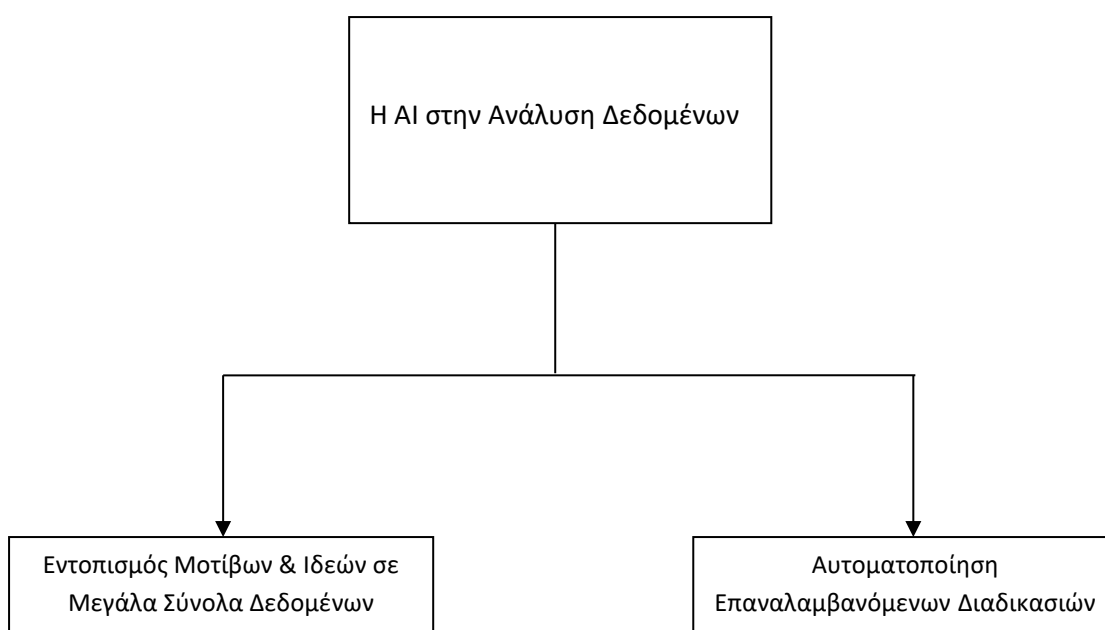 Η AI στην Ανάλυση Δεδομένων
Εντοπισμός Μοτίβων & Ιδεών σε
Μεγάλα Σύνολα Δεδομένων
Αυτοματοποίηση
Επαναλαμβανόμενων Διαδικασιών